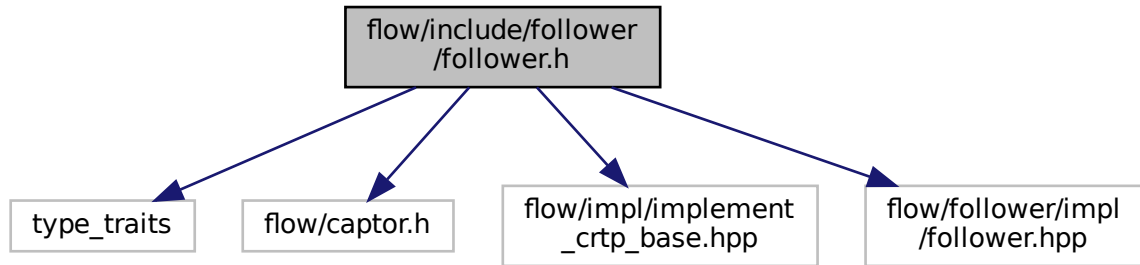 flow/include/follower
/follower.h
type_traits
flow/captor.h
flow/impl/implement
_crtp_base.hpp
flow/follower/impl
/follower.hpp